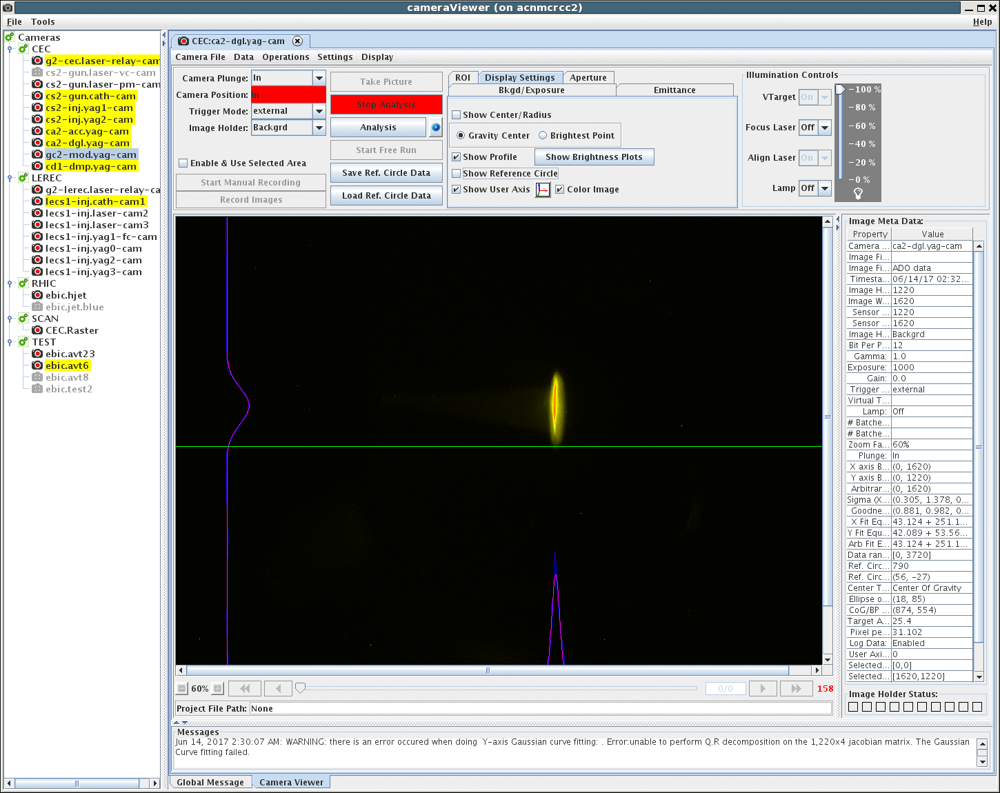 cameraViewer (on acnmcrcc2)
File Tools Help
Cameras
CEC
g2-cec.laser-relay-cam
cs2-gun.laser-vc-cam
cs2-gun.laser-pm-cam
cs2-gun.cath-cam
cs2-inj.yag1-cam
cs2-inj.yag2-cam
ca2-acc.yag-cam
ca2-dgl.yag-cam
gc2-mod.yag-cam
cd1-dmp.yag-cam
LEREC
g2-lerec.laser-relay-ca
lecs1-inj.cath-cam1
lecs1-inj.laser-cam2
lecs1-inj.laser-cam3
lecs1-inj.yag1-fc-cam
lecs1-inj.yag0-cam
lecs1-inj.yag2-cam
lecs1-inj.yag3-cam
RHIC
ebic.hjet
ebic.jet.blue
SCAN
CEC.Raster
TEST
ebic.avt23
ebic.avt6
ebic.avt8
ebic.test2
CEC:ca2-dgl.yag-cam
Camera File Data Operations Settings Display
Camera Plunge: In
Camera Position: In
Trigger Mode: external
Image Holder: Backgrd
Enable & Use Selected Area
Start Manual Recording
Record Images
Take Picture
Stop Analysis
Analysis
Start Free Run
Save Ref. Circle Data
Load Ref. Circle Data
ROI Display Settings Aperture
Bkgd/Exposure Emittance
Show Center/Radius
Gravity Center Brightest Point
Show Profile Show Brightness Plots
Show Reference Circle
Show User Axis Color Image
Illumination Controls
VTarget On
Focus Laser Off
Align Laser On
Lamp Off
100 %
80 %
60 %
40 %
20 %
0 %
Image Meta Data:
Property Value
Camera ... ca2-dgl.yag-cam
Image Fi...
Image Fi... ADO data
Timesta... 06/14/17 02:32...
Image H... 1220
Image W... 1620
Sensor ... 1220
Sensor ... 1620
Image H... Backgrd
Bit Per P... 12
Gamma: 1.0
Exposure: 1000
Gain: 0.0
Trigger ... external
Virtual T...
Lamp: Off
# Batche...
# Batche...
Zoom Fa... 60%
Plunge: In
X axis B... (0, 1620)
Y axis B... (0, 1220)
Arbitrar... (0, 1620)
Sigma (X... (0.305, 1.378, 0...
Goodne... (0.881, 0.982, 0...
X Fit Eq... 43.124 + 251.1...
Y Fit Equ... 42.089 + 53.56...
Arb Fit E... 43.124 + 251.1...
Data ran... [0, 3720]
Ref. Circ... 790
Ref. Circ... (56, -27)
Center T... Center Of Gravity
Ellipse o... (18, 85)
CoG/BP ... (874, 554)
Target A... 25.4
Pixel pe... 31.102
Log Data: Enabled
User Axi... 0
Selected... [0,0]
Selected... [1620,1220]
Image Holder Status:
60% 0/0 158
Project File Path: None
Messages
Jun 14, 2017 2:30:07 AM: WARNING: there is an error occured when doing Y-axis Gaussian curve fitting: . Error:unable to perform Q.R decomposition on the 1,220x4 jacobian matrix. The Gaussian
Curve fitting failed.
Global Message Camera Viewer